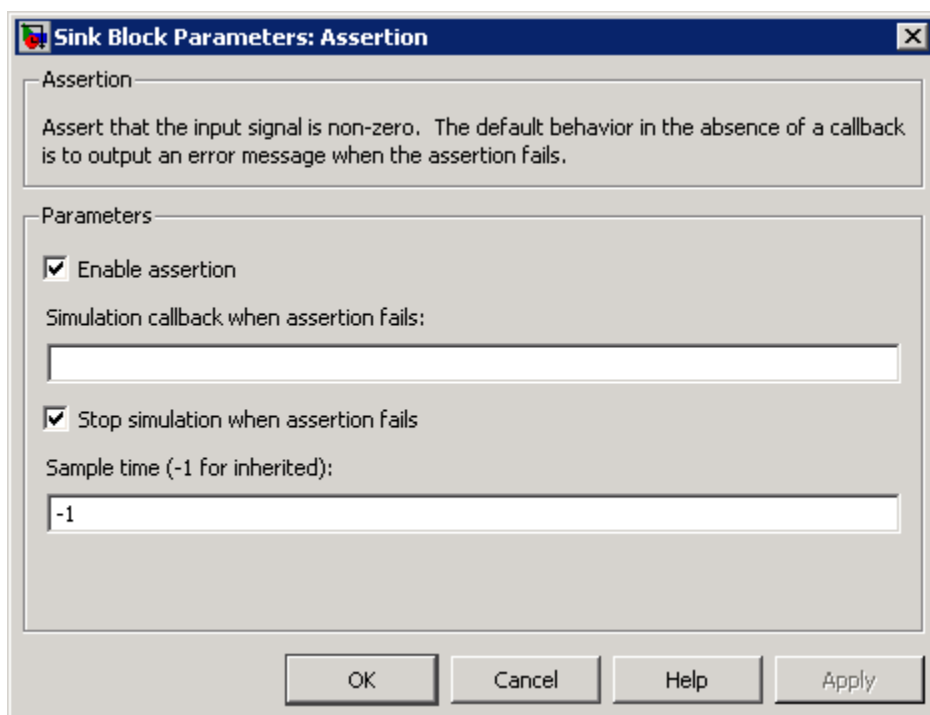 Sink Block Parameters: Assertion
Assertion
Assert that the input signal is non-zero.  The default behavior in the absence of a callback
is to output an error message when the assertion fails.
Parameters
Enable assertion
Simulation callback when assertion fails:
Stop simulation when assertion fails
Sample time (-1 for inherited):
-1
OK Cancel Help Apply